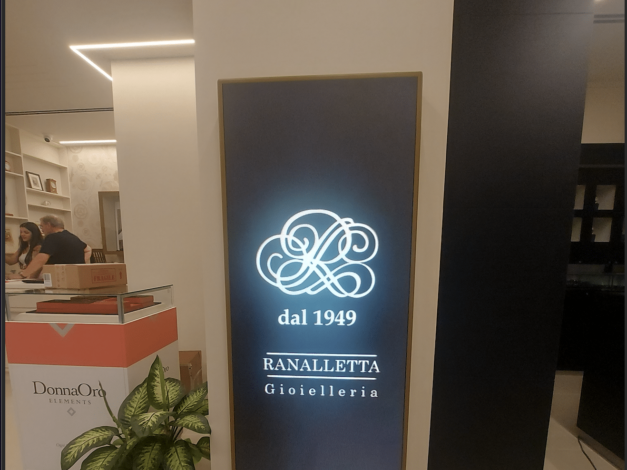 dal 1949
RANALLETTA
Gioielleria
DonnaOro
ELEMENTS